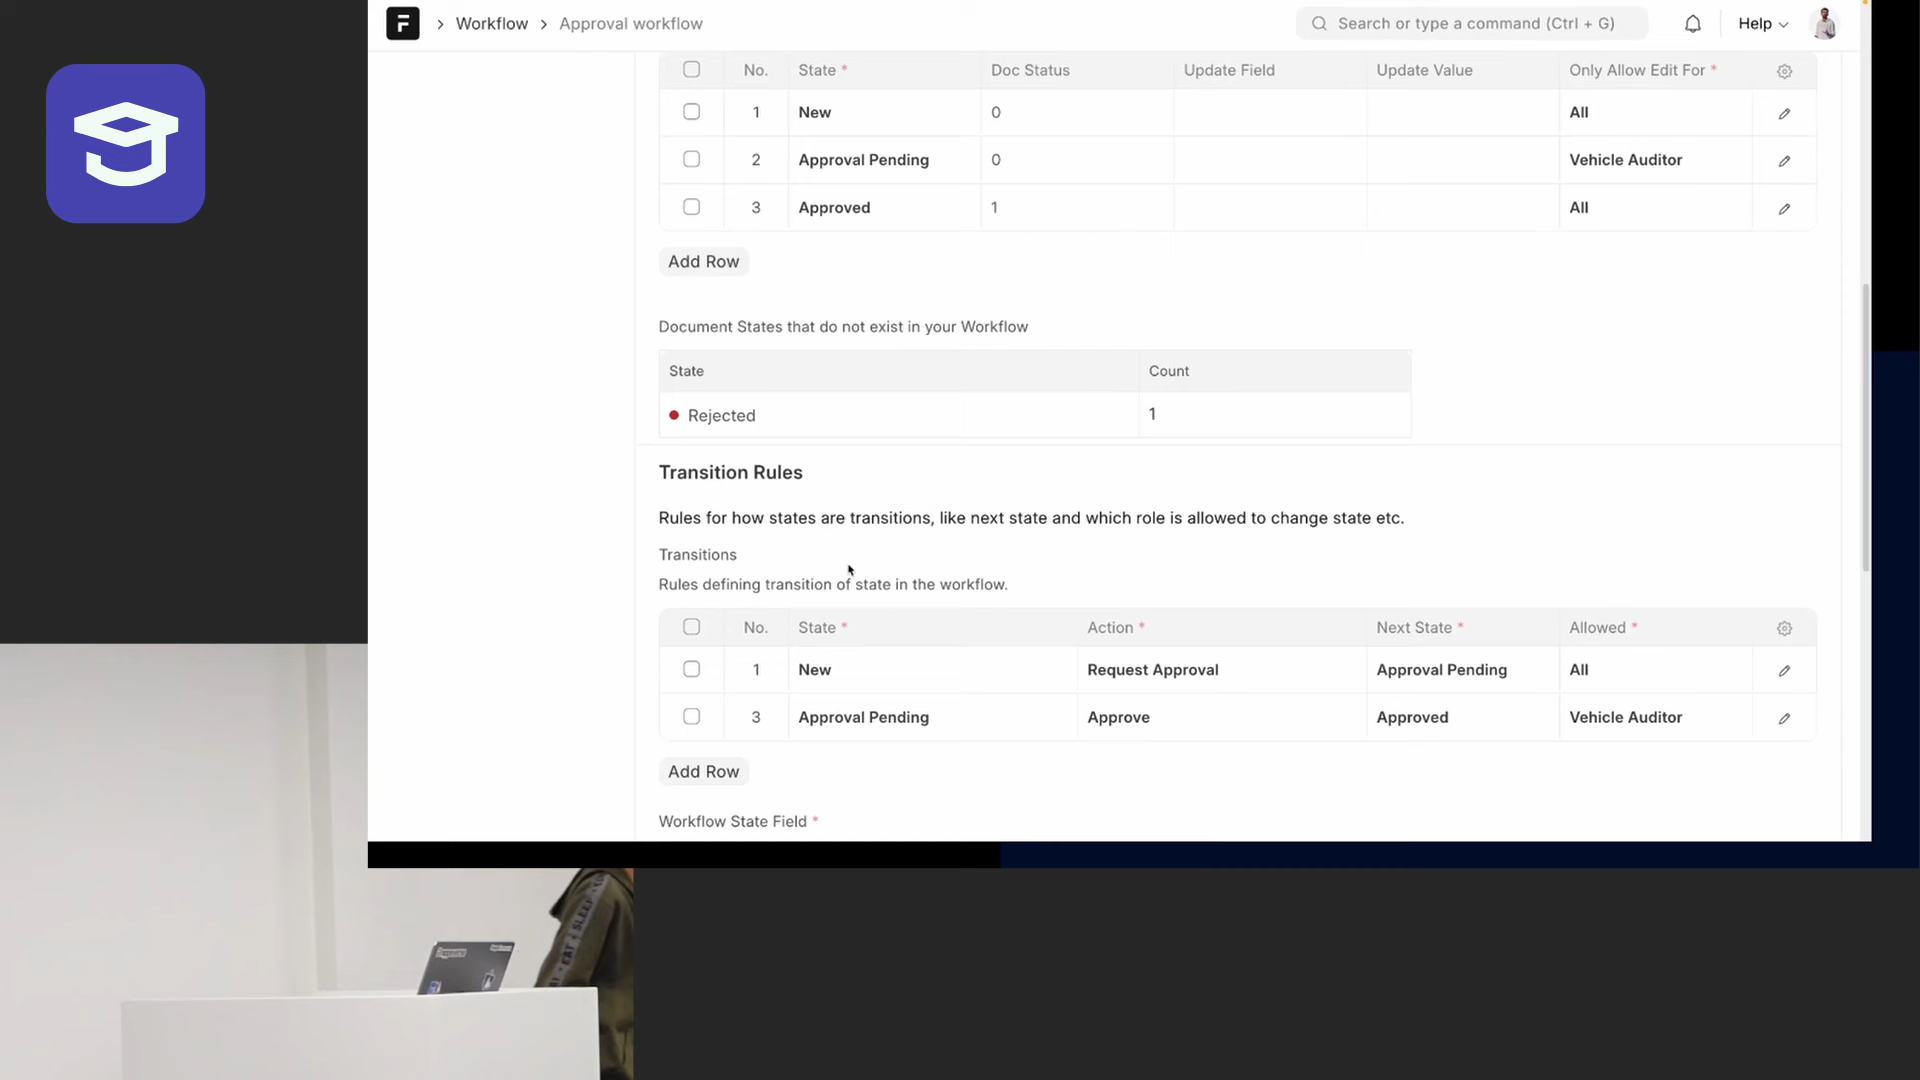 Workflow > Approval workflow
Search or type a command (Ctrl + G)
Help
No. State * Doc Status Update Field Update Value Only Allow Edit For *
1 New 0 All
2 Approval Pending 0 Vehicle Auditor
3 Approved 1 All
Add Row
Document States that do not exist in your Workflow
State Count
Rejected 1
Transition Rules
Rules for how states are transitions, like next state and which role is allowed to change state etc.
Transitions
Rules defining transition of state in the workflow.
No. State * Action * Next State * Allowed *
1 New Request Approval Approval Pending All
3 Approval Pending Approve Approved Vehicle Auditor
Add Row
Workflow State Field *
EAT • SLEEP